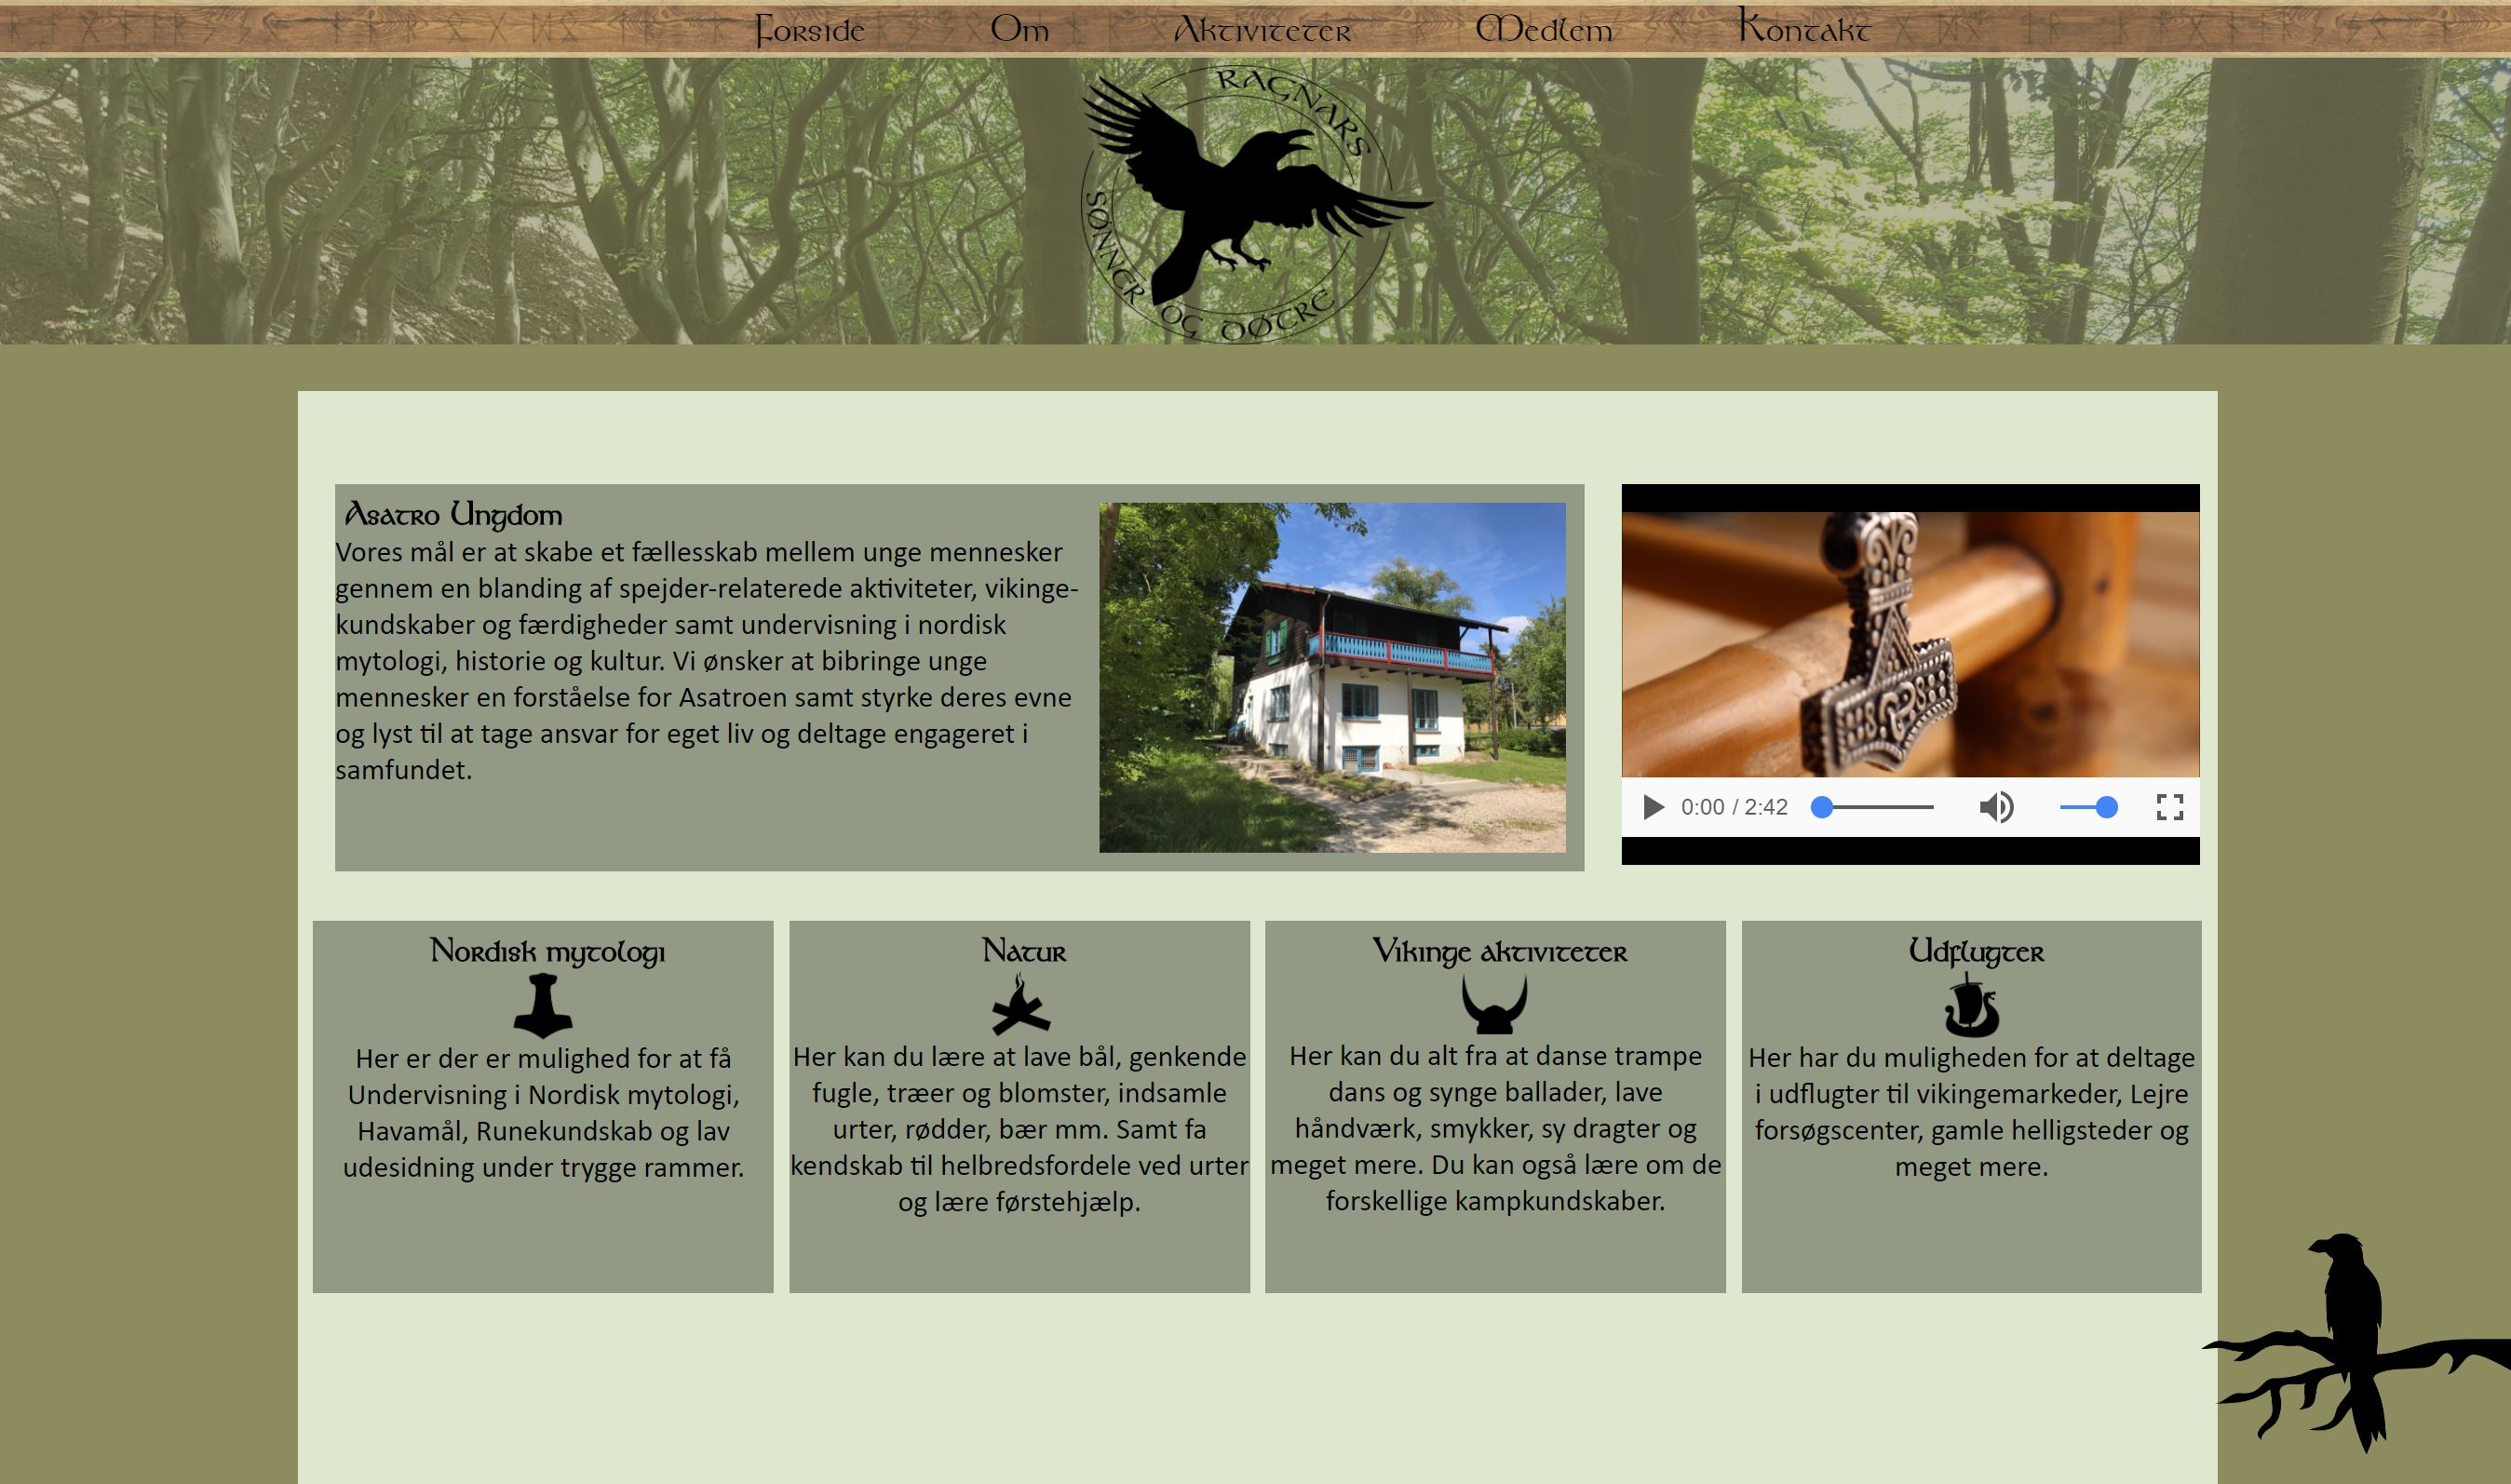 Forside Om Aktiviteter Medlem Kontakt
RAGNARS
SØNNER OG DØTRE
Asatro Ungdom
Vores mål er at skabe et fællesskab mellem unge mennesker
gennem en blanding af spejder-relaterede aktiviteter, vikinge-
kundskaber og færdigheder samt undervisning i nordisk
mytologi, historie og kultur. Vi ønsker at bibringe unge
mennesker en forståelse for Asatroen samt styrke deres evne
og lyst til at tage ansvar for eget liv og deltage engageret i
samfundet.
0:00 / 2:42
Nordisk mytologi
Her er der er mulighed for at få
Undervisning i Nordisk mytologi,
Havamål, Runekundskab og lav
udesidning under trygge rammer.
Natur
Her kan du lære at lave bål, genkende
fugle, træer og blomster, indsamle
urter, rødder, bær mm. Samt fa
kendskab til helbredsfordele ved urter
og lære førstehjælp.
Vikinge aktiviteter
Her kan du alt fra at danse trampe
dans og synge ballader, lave
håndværk, smykker, sy dragter og
meget mere. Du kan også lære om de
forskellige kampkundskaber.
Udflugter
Her har du muligheden for at deltage
i udflugter til vikingemarkeder, Lejre
forsøgscenter, gamle helligsteder og
meget mere.